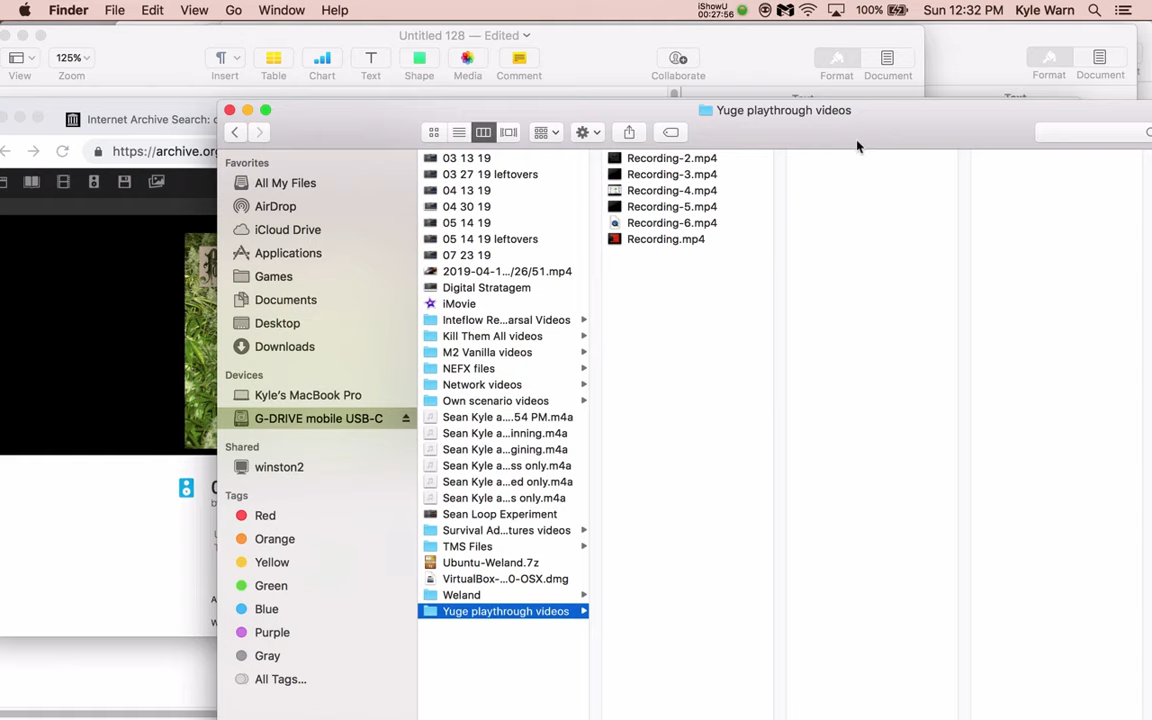 Finder File Edit View Go Window Help iShowU 00:27:56 100% Sun 12:32 PM Kyle Warn
Untitled 128 — Edited
125%
View Zoom Insert Table Chart Text Shape Media Comment Collaborate Format Document Format Document
Internet Archive Search: c
https://archive.org
Yuge playthrough videos
Favorites
All My Files
AirDrop
iCloud Drive
Applications
Games
Documents
Desktop
Downloads
Devices
Kyle's MacBook Pro
G-DRIVE mobile USB-C
Shared
winston2
Tags
Red
Orange
Yellow
Green
Blue
Purple
Gray
All Tags...
03 13 19
03 27 19 leftovers
04 13 19
04 30 19
05 14 19
05 14 19 leftovers
07 23 19
2019-04-1.../26/51.mp4
Digital Stratagem
iMovie
Inteflow Re...arsal Videos
Kill Them All videos
M2 Vanilla videos
NEFX files
Network videos
Own scenario videos
Sean Kyle a....54 PM.m4a
Sean Kyle a...inning.m4a
Sean Kyle a...gining.m4a
Sean Kyle a...ss only.m4a
Sean Kyle a...ed only.m4a
Sean Kyle a...s only.m4a
Sean Loop Experiment
Survival Ad...tures videos
TMS Files
Ubuntu-Weland.7z
VirtualBox-...0-OSX.dmg
Weland
Yuge playthrough videos
Recording-2.mp4
Recording-3.mp4
Recording-4.mp4
Recording-5.mp4
Recording-6.mp4
Recording.mp4